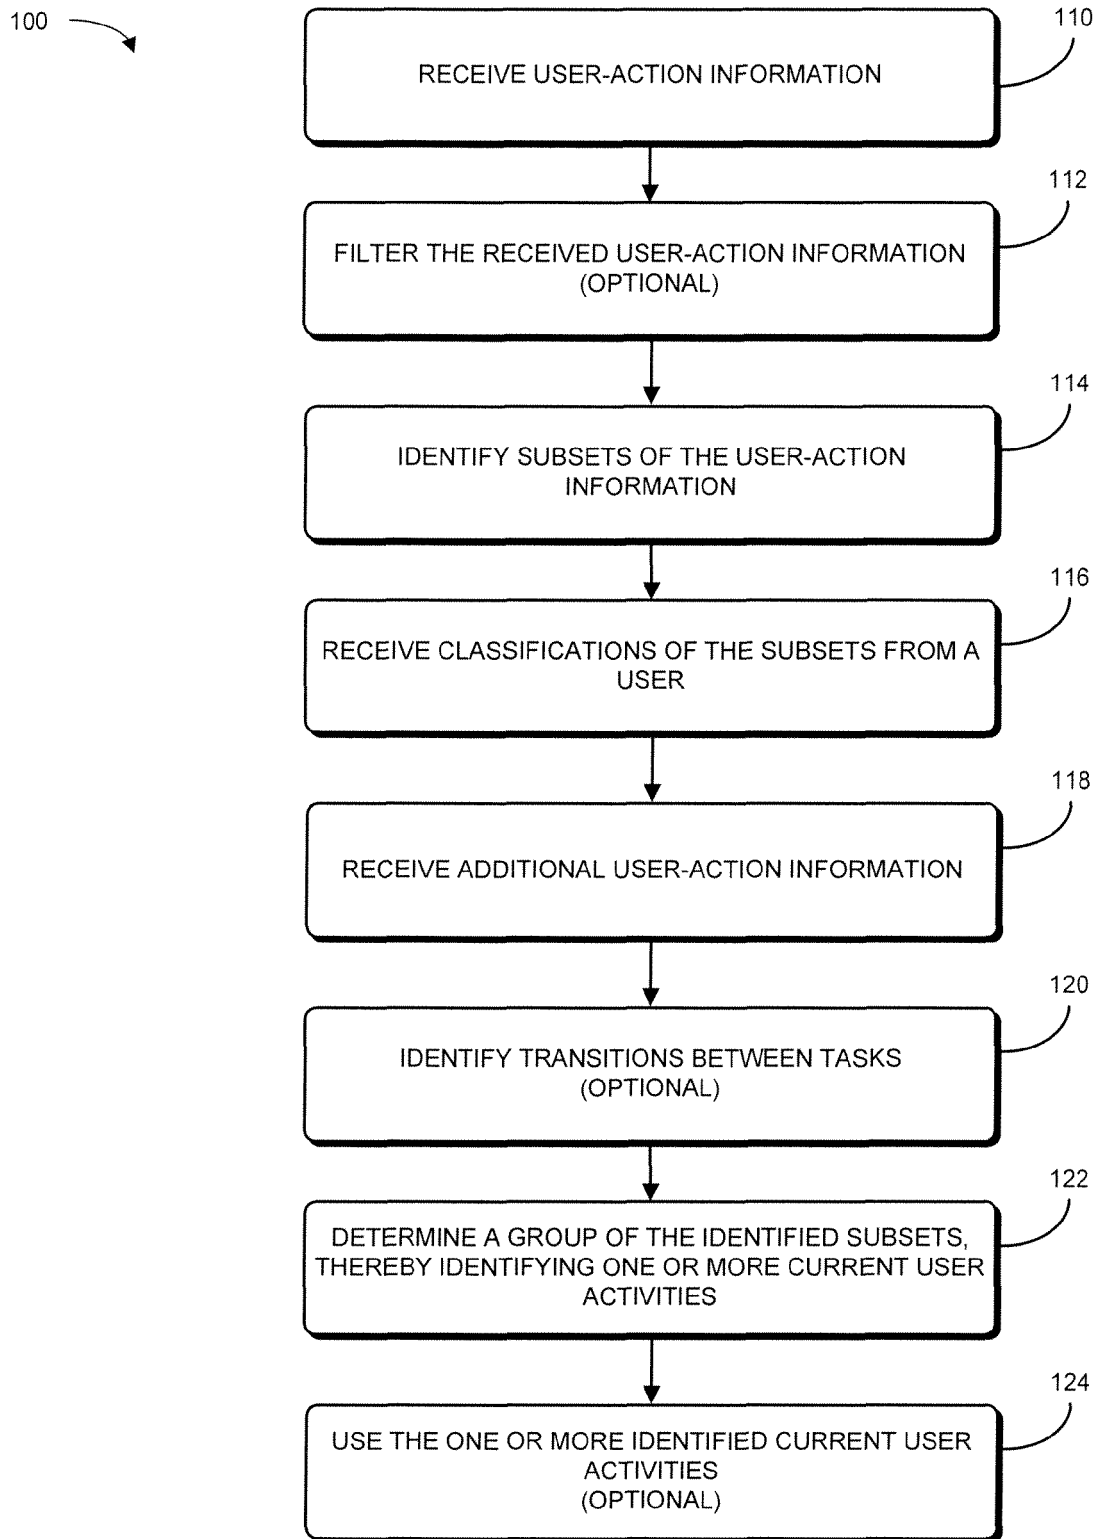 100
110
RECEIVE USER-ACTION INFORMATION
112
FILTER THE RECEIVED USER-ACTION INFORMATION
(OPTIONAL)
114
IDENTIFY SUBSETS OF THE USER-ACTION
INFORMATION
116
RECEIVE CLASSIFICATIONS OF THE SUBSETS FROM A
USER
118
RECEIVE ADDITIONAL USER-ACTION INFORMATION
120
IDENTIFY TRANSITIONS BETWEEN TASKS
(OPTIONAL)
122
DETERMINE A GROUP OF THE IDENTIFIED SUBSETS,
THEREBY IDENTIFYING ONE OR MORE CURRENT USER
ACTIVITIES
124
USE THE ONE OR MORE IDENTIFIED CURRENT USER
ACTIVITIES
(OPTIONAL)